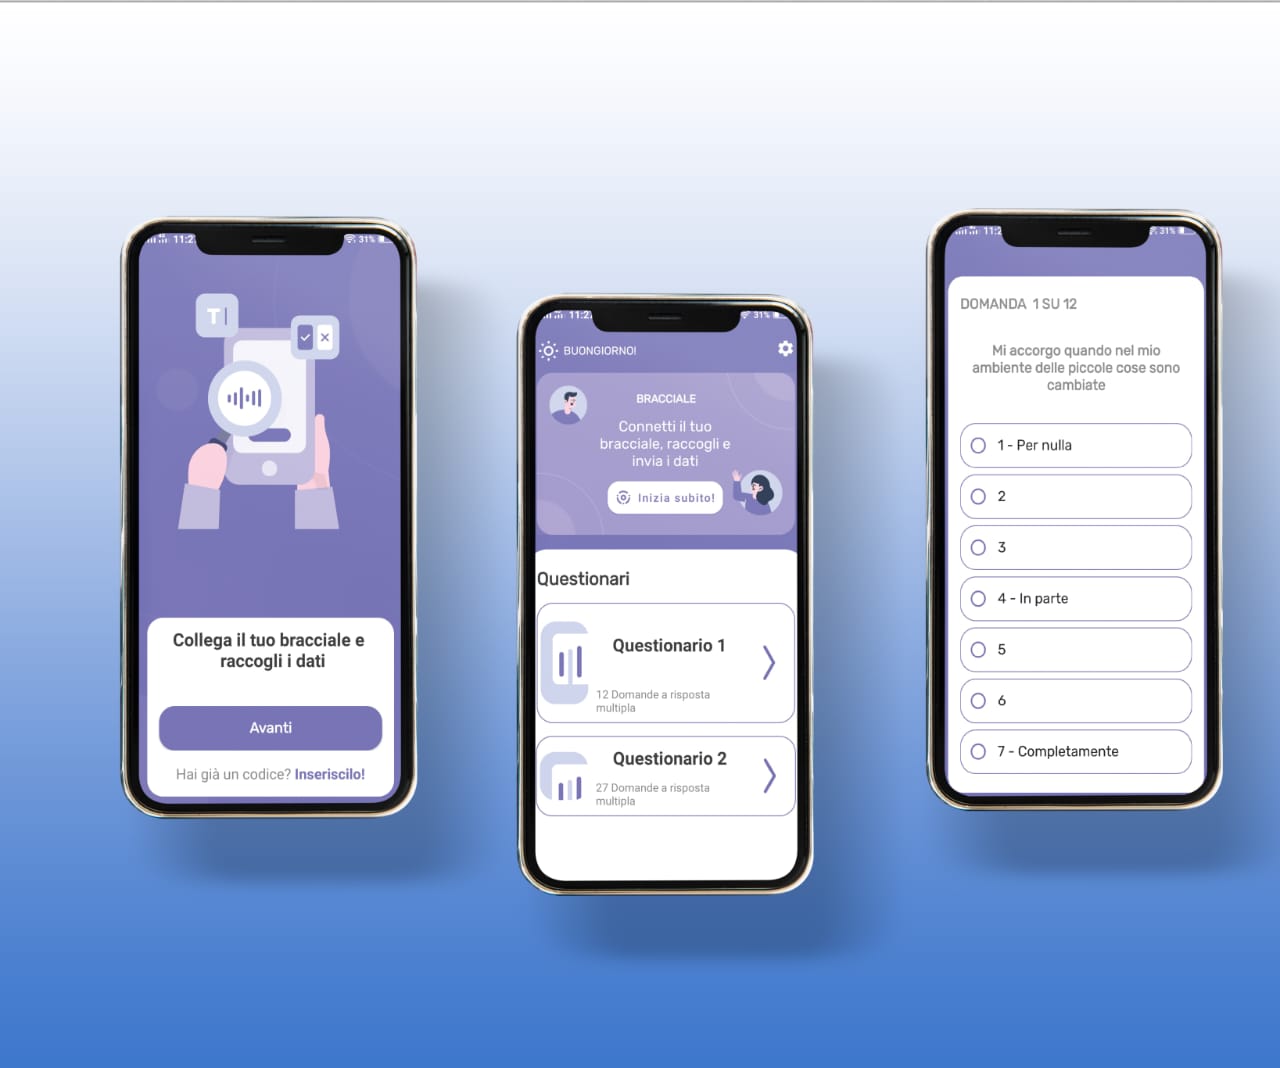 11:2
31%
T
Collega il tuo bracciale e
raccogli i dati
Avanti
Hai già un codice? Inseriscilo!
11:2
31%
BUONGIORNO!
BRACCIALE
Connetti il tuo
bracciale, raccogli e
invia i dati
Inizia subito!
Questionari
Questionario 1
12 Domande a risposta
multipla
Questionario 2
27 Domande a risposta
multipla
11:2
31%
DOMANDA 1 SU 12
Mi accorgo quando nel mio
ambiente delle piccole cose sono
cambiate
1 - Per nulla
2
3
4 - In parte
5
6
7 - Completamente